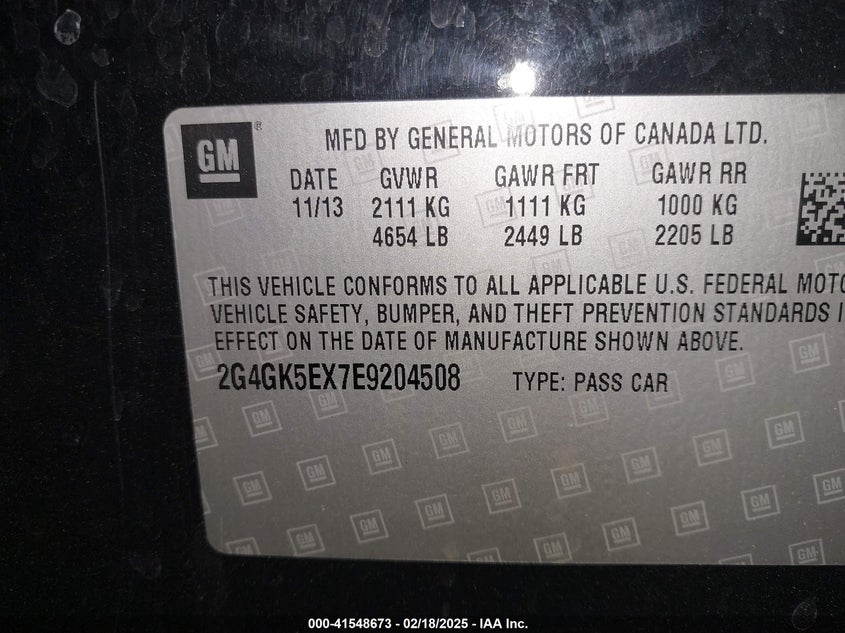 GM ®
MFD BY GENERAL MOTORS OF CANADA LTD.
DATE GVWR GAWR FRT GAWR RR
11/13 2111 KG 1111 KG 1000 KG
4654 LB 2449 LB 2205 LB
THIS VEHICLE CONFORMS TO ALL APPLICABLE U.S. FEDERAL MOTO
VEHICLE SAFETY, BUMPER, AND THEFT PREVENTION STANDARDS I
EFFECT ON THE DATE OF MANUFACTURE SHOWN ABOVE.
2G4GK5EX7E9204508 TYPE: PASS CAR
000-41548673 - 02/18/2025 - IAA Inc.